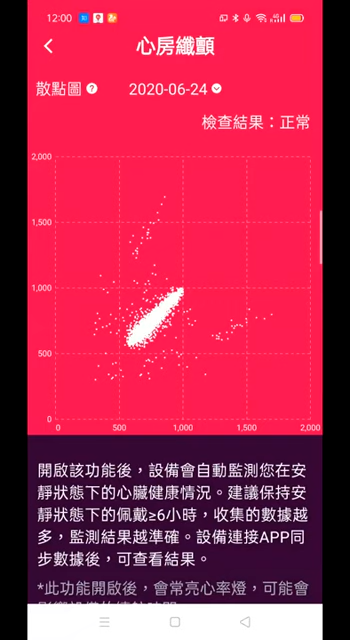 12:00
心房纖顫
散點圖 ? 2020-06-24
檢查結果：正常
2,000
1,500
1,000
500
0
0 500 1,000 1,500 2,000
開啟該功能後，設備會自動監測您在安
靜狀態下的心臟健康情況。建議保持安
靜狀態下的佩戴≥6小時，收集的數據越
多，監測結果越準確。設備連接APP同
步數據後，可查看結果。
*此功能開啟後，會常亮心率燈，可能會